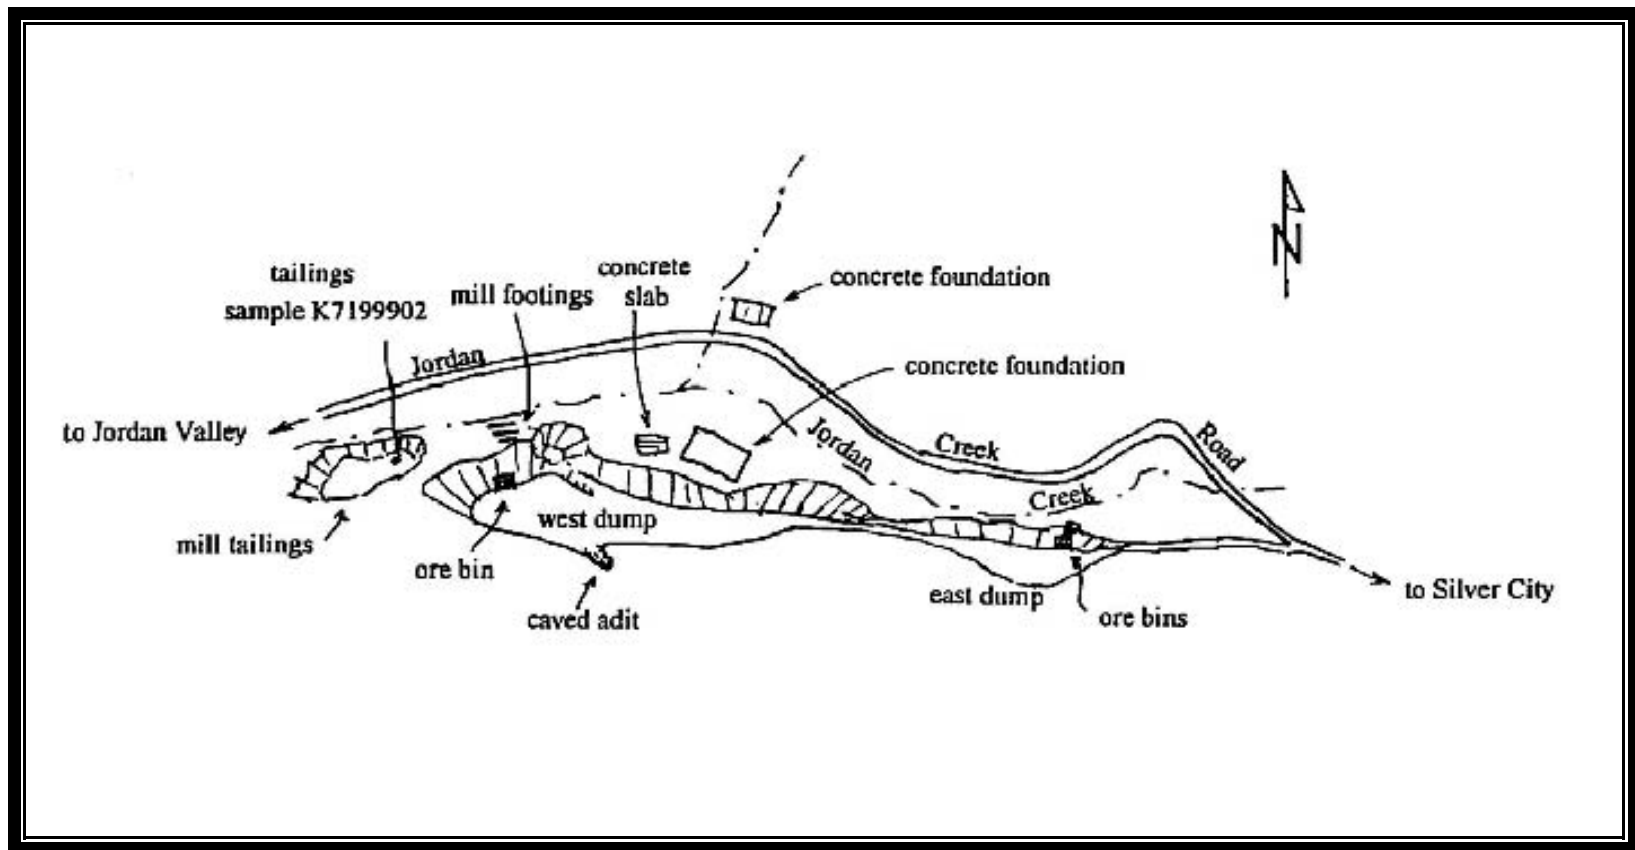 N
tailings
sample K7199902
mill footings
concrete
slab
concrete foundation
concrete foundation
Jordan Creek Road
to Jordan Valley
Jordan Creek
mill tailings
west dump
ore bin
caved adit
east dump
ore bins
to Silver City